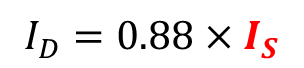 I_D = 0.88 × I_S